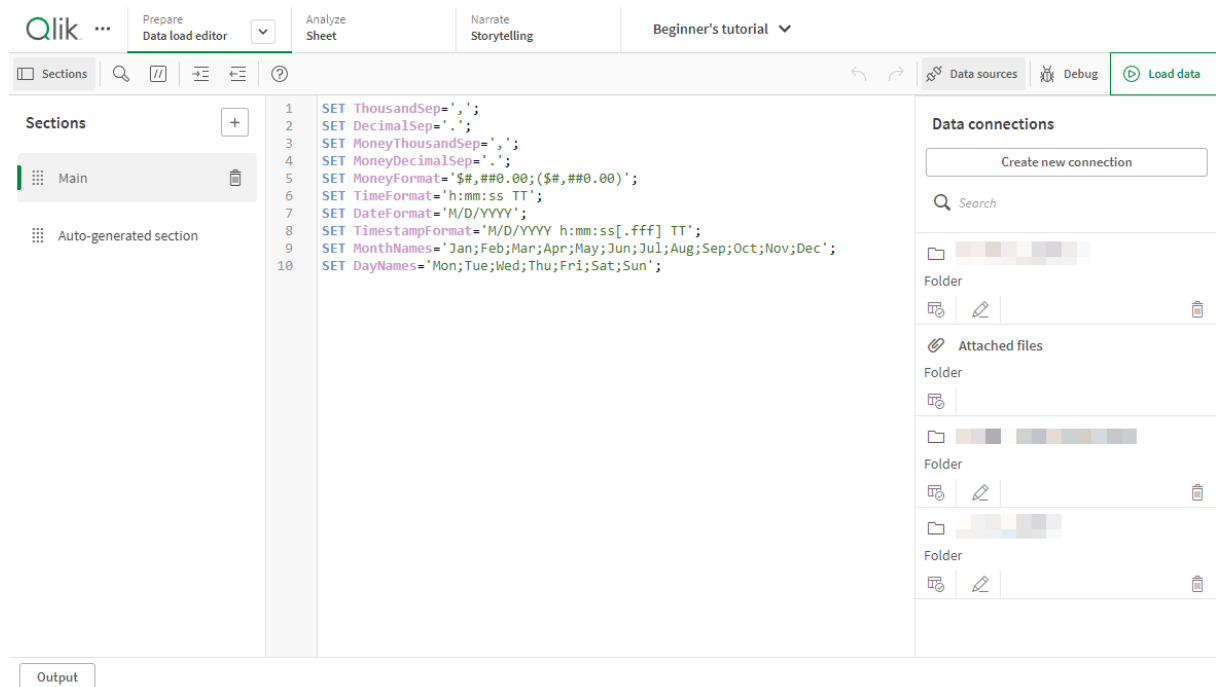 Qlik
Prepare
Data load editor
Analyze
Sheet
Narrate
Storytelling
Beginner's tutorial
Sections
//
?
Data sources
Debug
Load data
Sections
+
Main
Auto-generated section
1 SET ThousandSep=',';
2 SET DecimalSep='.';
3 SET MoneyThousandSep=',';
4 SET MoneyDecimalSep='.';
5 SET MoneyFormat='$#,##0.00;($#,##0.00)';
6 SET TimeFormat='h:mm:ss TT';
7 SET DateFormat='M/D/YYYY';
8 SET TimestampFormat='M/D/YYYY h:mm:ss[.fff] TT';
9 SET MonthNames='Jan;Feb;Mar;Apr;May;Jun;Jul;Aug;Sep;Oct;Nov;Dec';
10 SET DayNames='Mon;Tue;Wed;Thu;Fri;Sat;Sun';
Data connections
Create new connection
Search
Folder
Attached files
Folder
Folder
Folder
Output